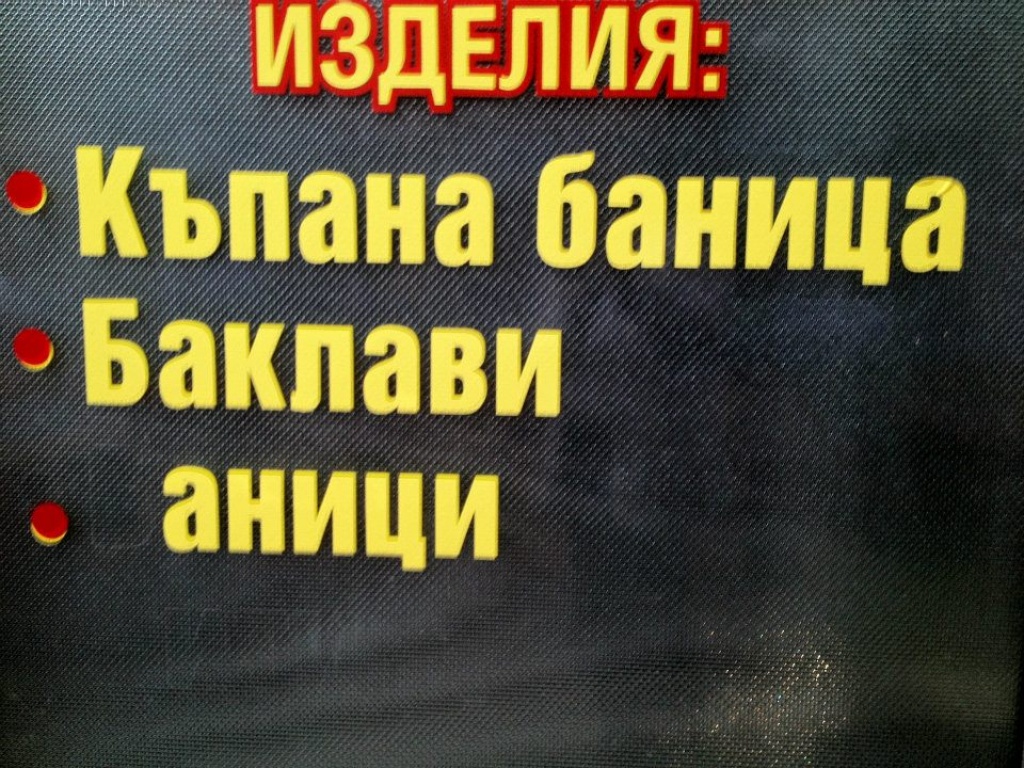 ИЗДЕЛИЯ:
• Къпана баница
• Баклави
• аници